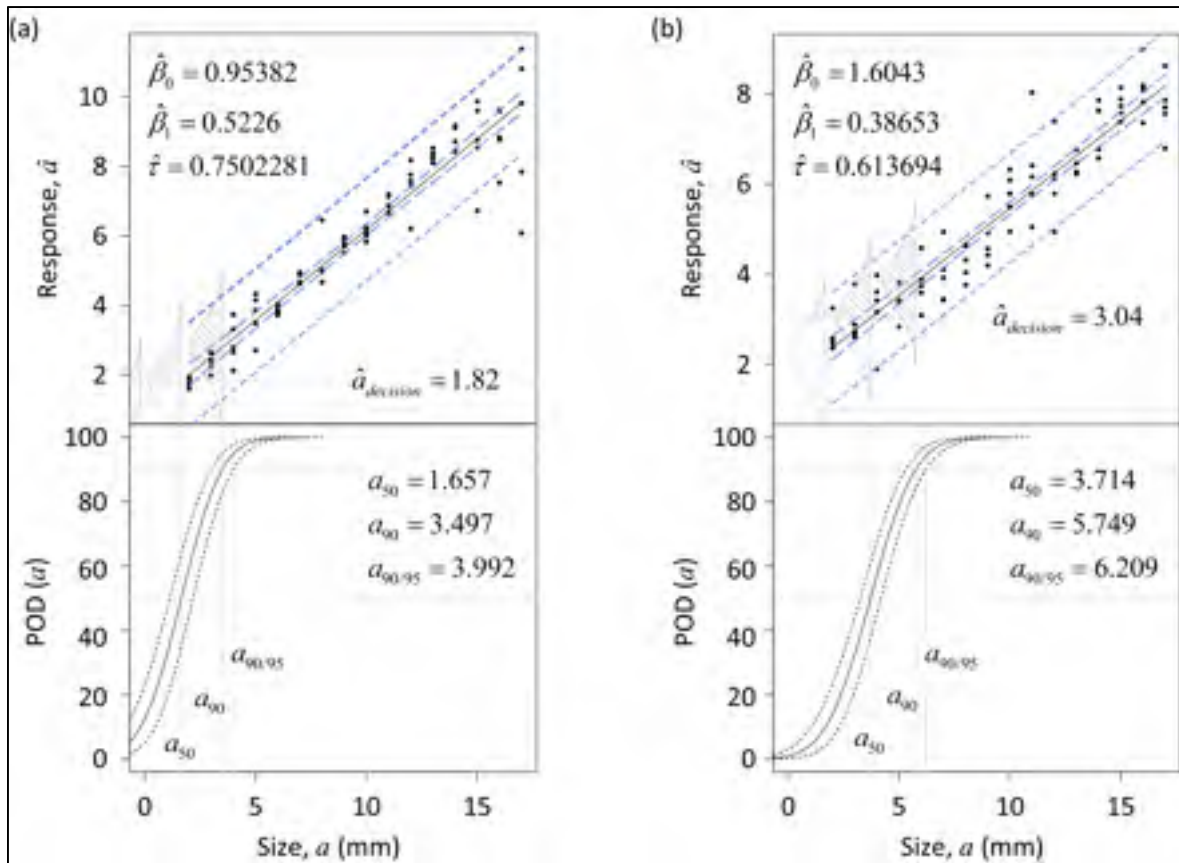 (a)
β̂₀ = 0.95382
β̂₁ = 0.5226
τ̂ = 0.7502281
10
8
6
4
2
Response, â
â_decision = 1.82
100
80
60
40
20
0
POD (a)
a₅₀ = 1.657
a₉₀ = 3.497
a₉₀/₉₅ = 3.992
a₉₀/₉₅
a₉₀
a₅₀
0 5 10 15
Size, a (mm)
(b)
β̂₀ = 1.6043
β̂₁ = 0.38653
τ̂ = 0.613694
8
6
4
2
Response, â
â_decision = 3.04
100
80
60
40
20
0
POD (a)
a₅₀ = 3.714
a₉₀ = 5.749
a₉₀/₉₅ = 6.209
a₉₀/₉₅
a₉₀
a₅₀
0 5 10 15
Size, a (mm)